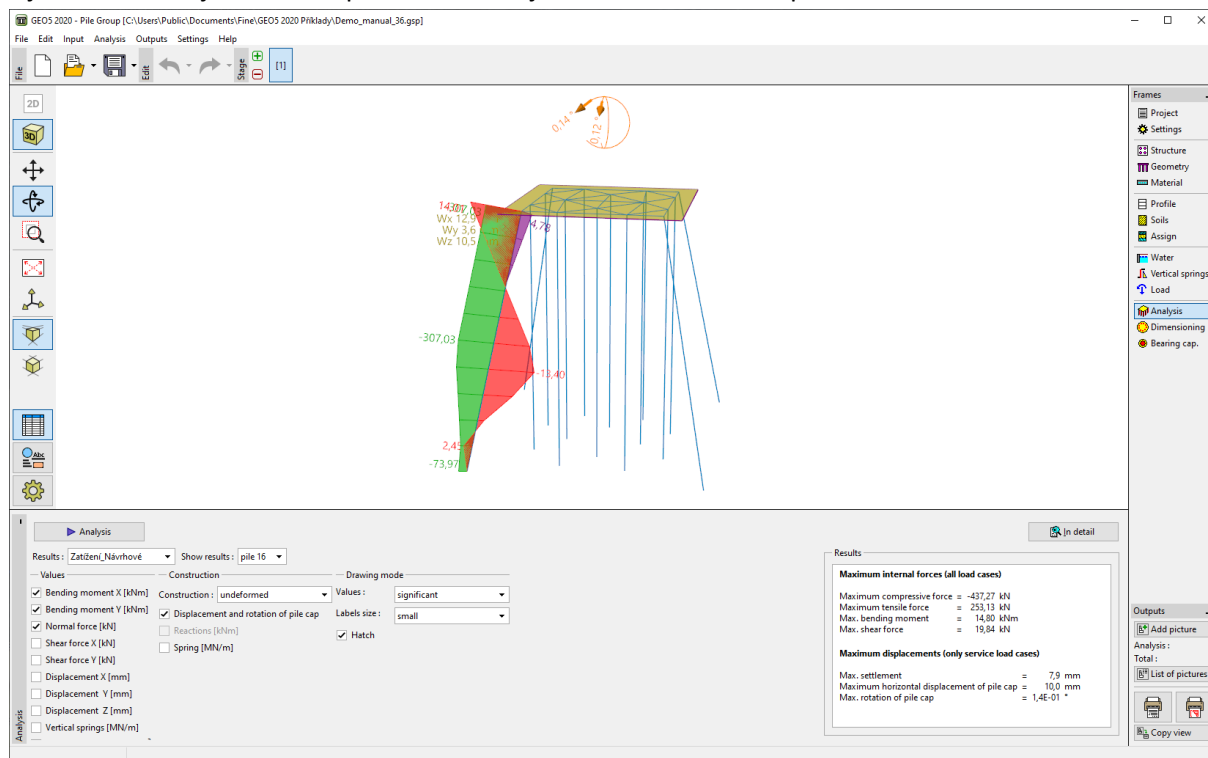 GEO5 2020 - Pile Group [C:\Users\Public\Documents\Fine\GEO5 2020 Příklady\Demo_manual_36.gsp]
File Edit Input Analysis Outputs Settings Help
File
Edit
Stage
[1]
2D
3D
0,14 °
0,12 °
-307,03
4,78
Wx 12,9
Wy 3,6
Wz 10,5
-307,03
-13,40
2,45
-73,97
Frames
Project
Settings
Structure
Geometry
Material
Profile
Soils
Assign
Water
Vertical springs
Load
Analysis
Dimensioning
Bearing cap.
Analysis
In detail
Results : Zatížení_Návrhové Show results : pile 16
Values
Bending moment X [kNm]
Bending moment Y [kNm]
Normal force [kN]
Shear force X [kN]
Shear force Y [kN]
Displacement X [mm]
Displacement Y [mm]
Displacement Z [mm]
Vertical springs [MN/m]
Construction
Construction : undeformed
Displacement and rotation of pile cap
Reactions [kNm]
Spring [MN/m]
Drawing mode
Values : significant
Labels size : small
Hatch
Results
Maximum internal forces (all load cases)
Maximum compressive force = -437,27 kN
Maximum tensile force = 253,13 kN
Max. bending moment = 14,80 kNm
Max. shear force = 19,84 kN
Maximum displacements (only service load cases)
Max. settlement = 7,9 mm
Maximum horizontal displacement of pile cap = 10,0 mm
Max. rotation of pile cap = 1,4E-01 °
Analysis
Outputs
Add picture
Analysis :
Total :
List of pictures
Copy view